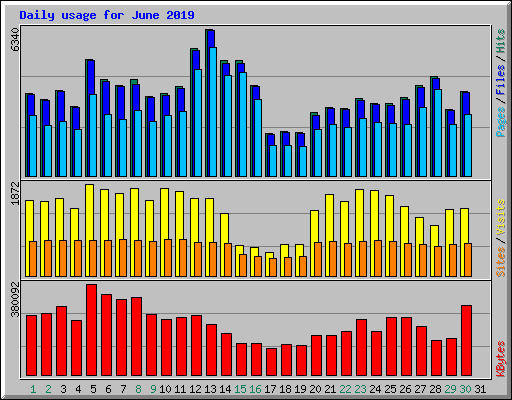 Daily usage for June 2019
6340
Pages / Files / Hits
1872
Sites / Visits
380092
KBytes
1 2 3 4 5 6 7 8 9 10 11 12 13 14 15 16 17 18 19 20 21 22 23 24 25 26 27 28 29 30 31